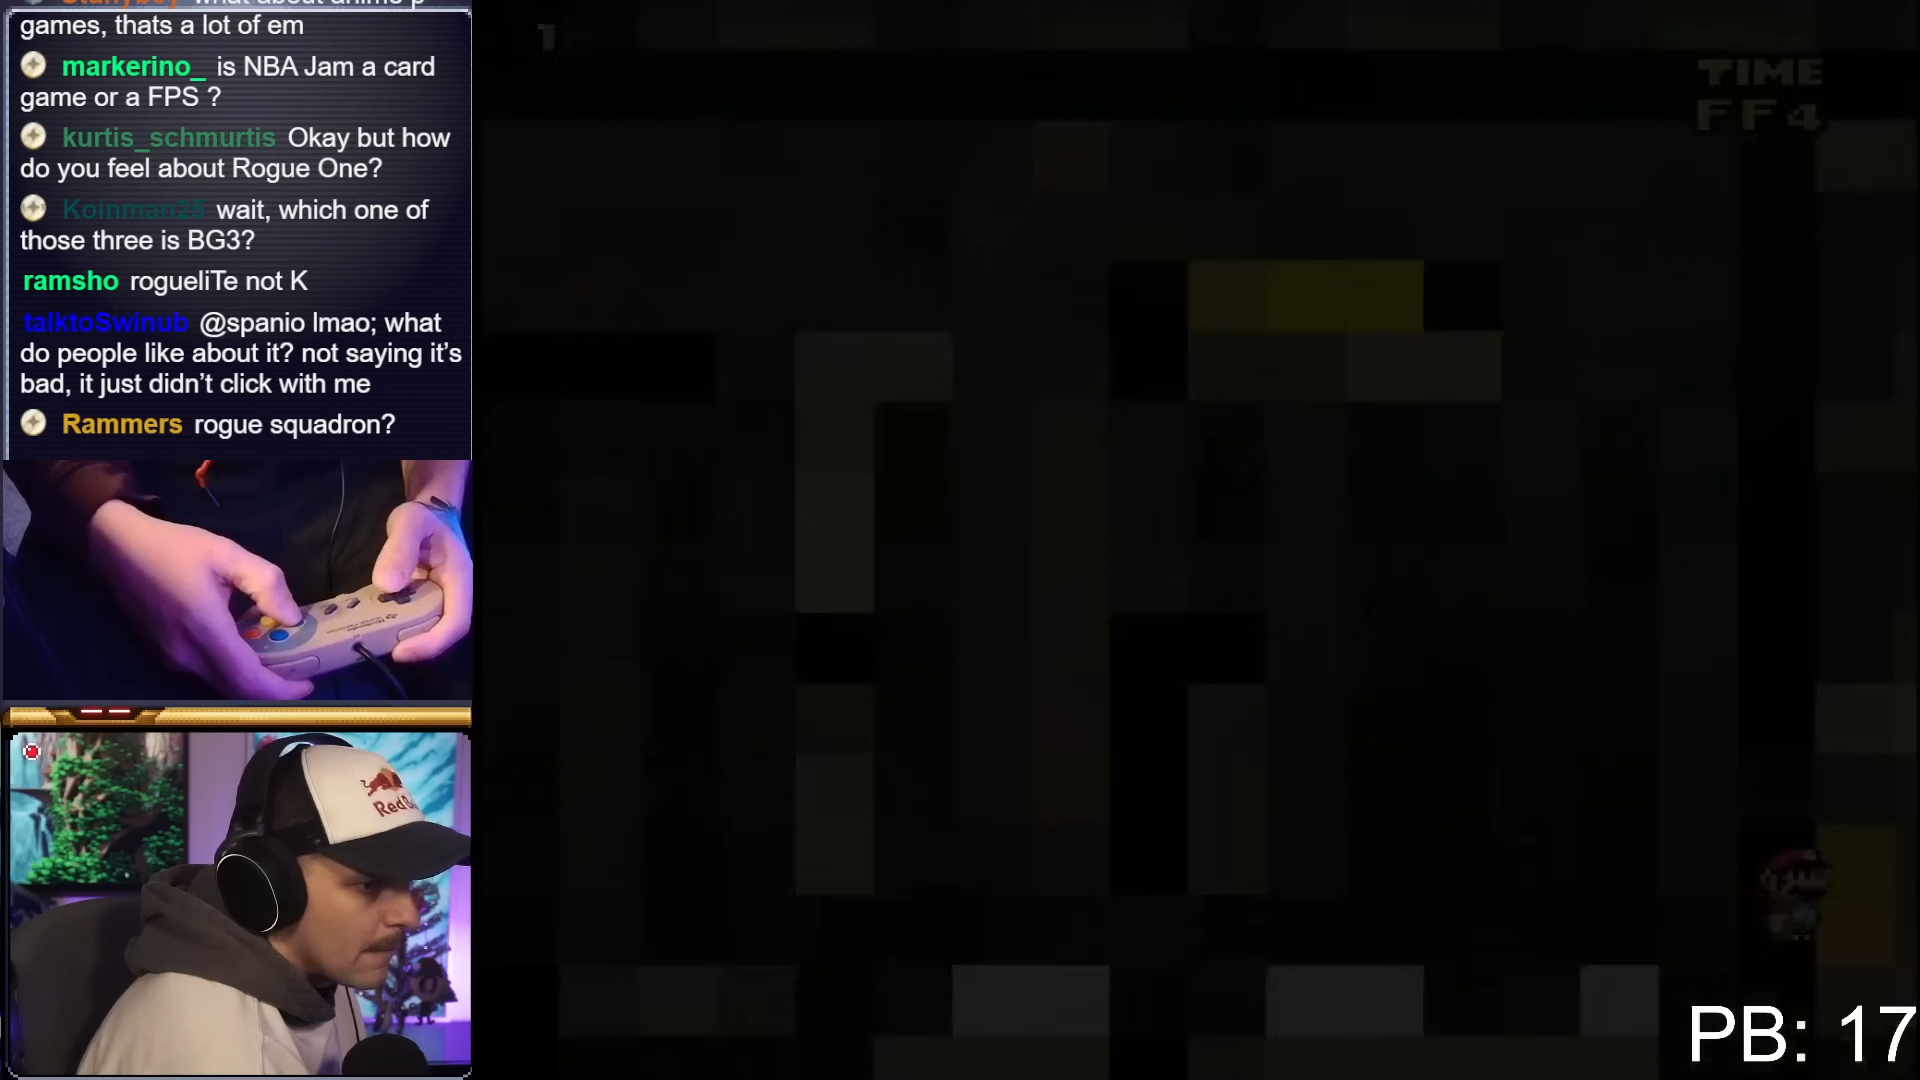 games, thats a lot of em
markerino_ is NBA Jam a card
game or a FPS ?
kurtis_schmurtis Okay but how
do you feel about Rogue One?
wait, which one of
those three is BG3?
ramsho rogueliTe not K
talktoSwinub @spanio lmao; what
do people like about it? not saying it's
bad, it just didn't click with me
Rammers rogue squadron?
1
TIME
FF4
Red
PB: 17